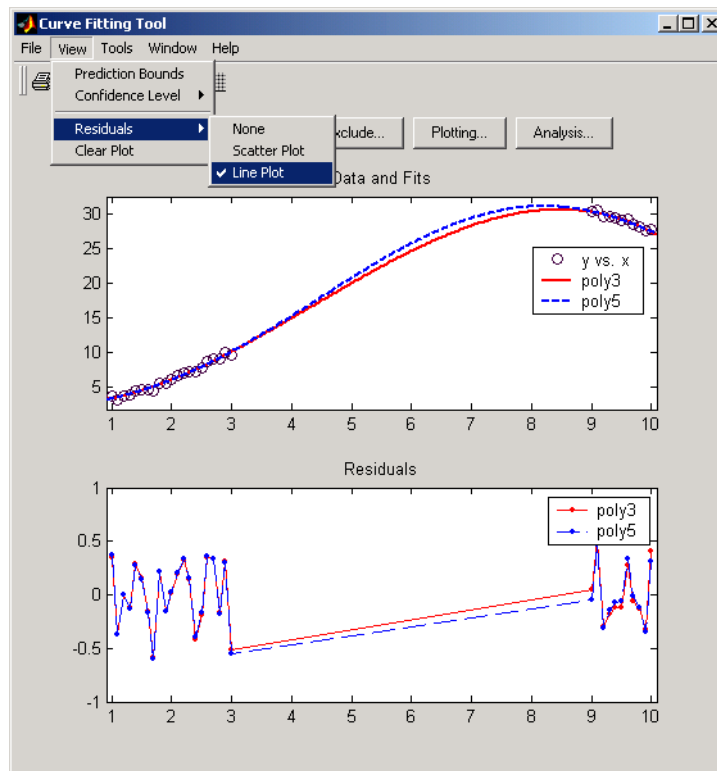 Curve Fitting Tool
File View Tools Window Help
Prediction Bounds
Confidence Level
Residuals
Clear Plot
None
Scatter Plot
Line Plot
xclude... Plotting... Analysis...
Data and Fits
30
25
20
15
10
5
1 2 3 4 5 6 7 8 9 10
y vs. x
poly3
poly5
Residuals
1
0.5
0
-0.5
-1
1 2 3 4 5 6 7 8 9 10
poly3
poly5